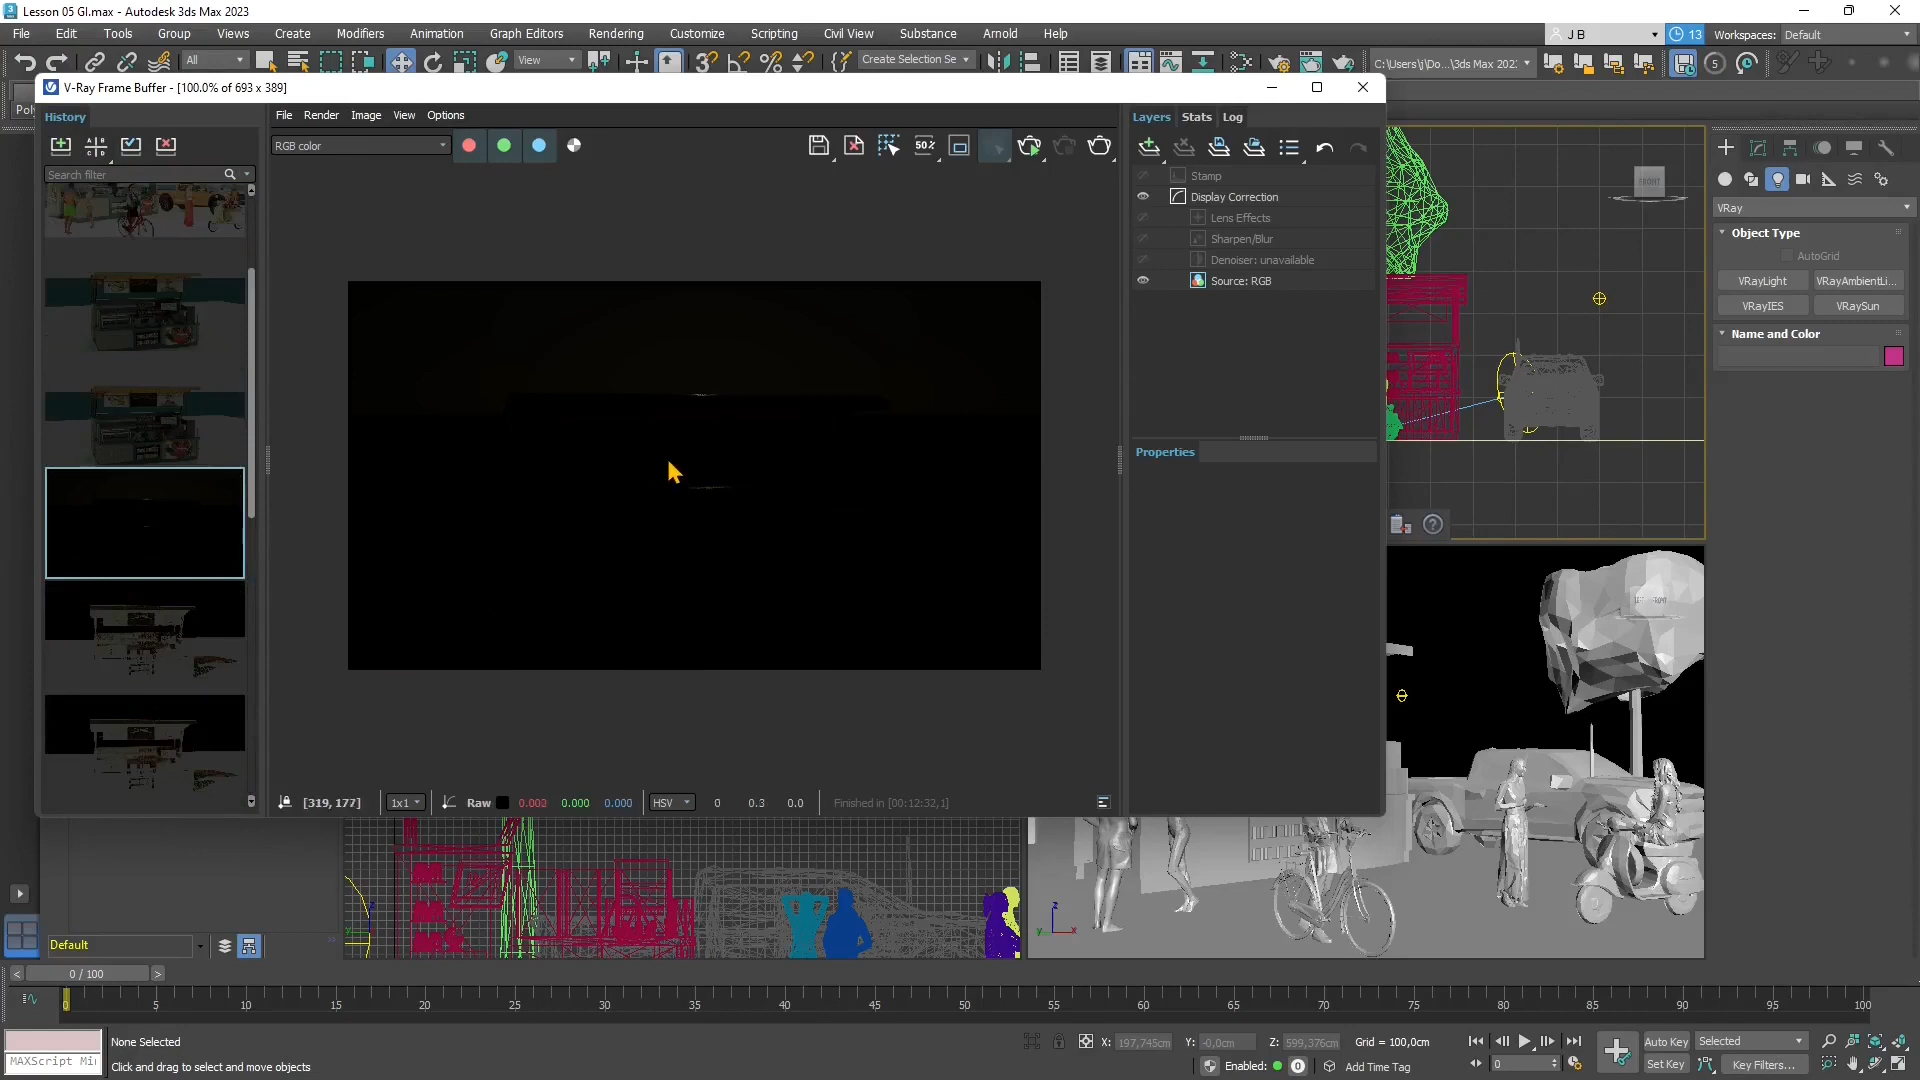 Lesson 05 GI.max - Autodesk 3ds Max 2023
File Edit Tools Group Views Create Modifiers Animation Graph Editors Rendering Customize Scripting Civil View Substance Arnold Help
J B
13
Workspaces: Default
All
View
Create Selection Se
C:\Users\j\Do...\3ds Max 202
V-Ray Frame Buffer - [100.0% of 693 x 389]
Poly
History
File Render Image View Options
Layers Stats Log
RGB color
50%
Search filter
Stamp
Display Correction
Lens Effects
Sharpen/Blur
Denoiser: unavailable
Source: RGB
Properties
FRONT
VRay
Object Type
AutoGrid
VRayLight VRayAmbientLi...
VRayIES VRaySun
Name and Color
[319, 177] 1x1 Raw 0.000 0.000 0.000 HSV 0 0.3 0.0 Finished in [00:12:32,1]
Default
0 / 100
0 5 10 15 20 25 30 35 40 45 50 55 60 65 70 75 80 85 90 95 100
None Selected
X: 197,745cm Y: -0,0cm Z: 599,376cm Grid = 100,0cm
Auto Key Selected
MAXScript Mi
Click and drag to select and move objects
Enabled: 0 Add Time Tag
0
Set Key Key Filters...